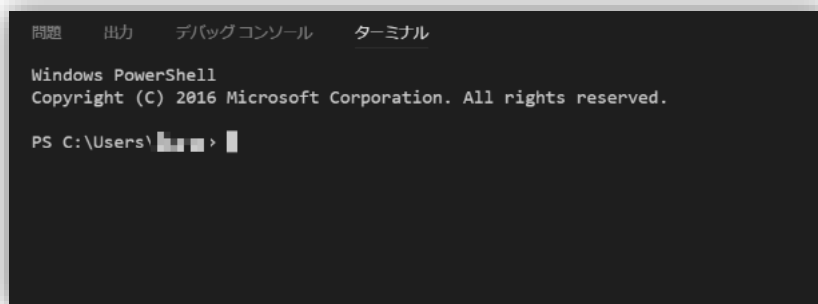 問題 出力 デバッグ コンソール ターミナル
Windows PowerShell
Copyright (C) 2016 Microsoft Corporation. All rights reserved.
PS C:\Users\ >